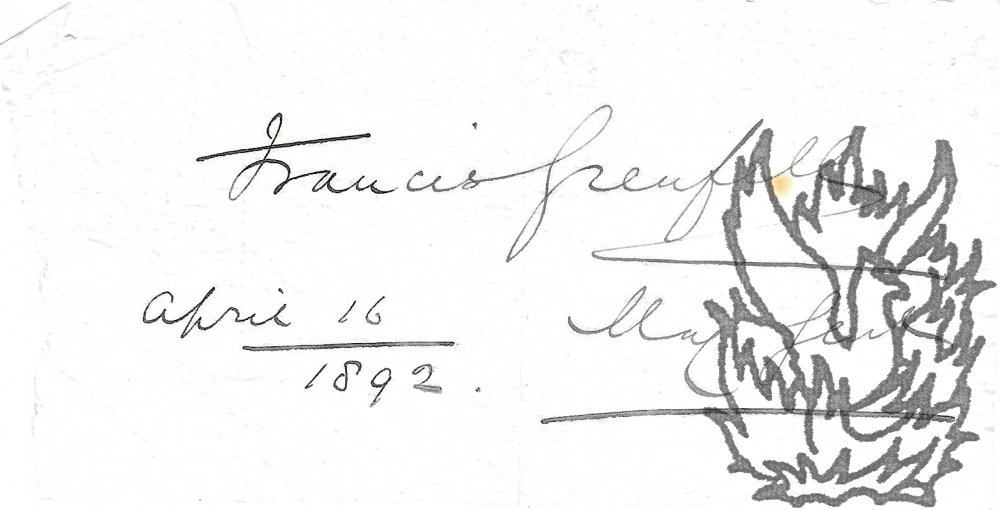 Francis Grenfell
April 16
1892.